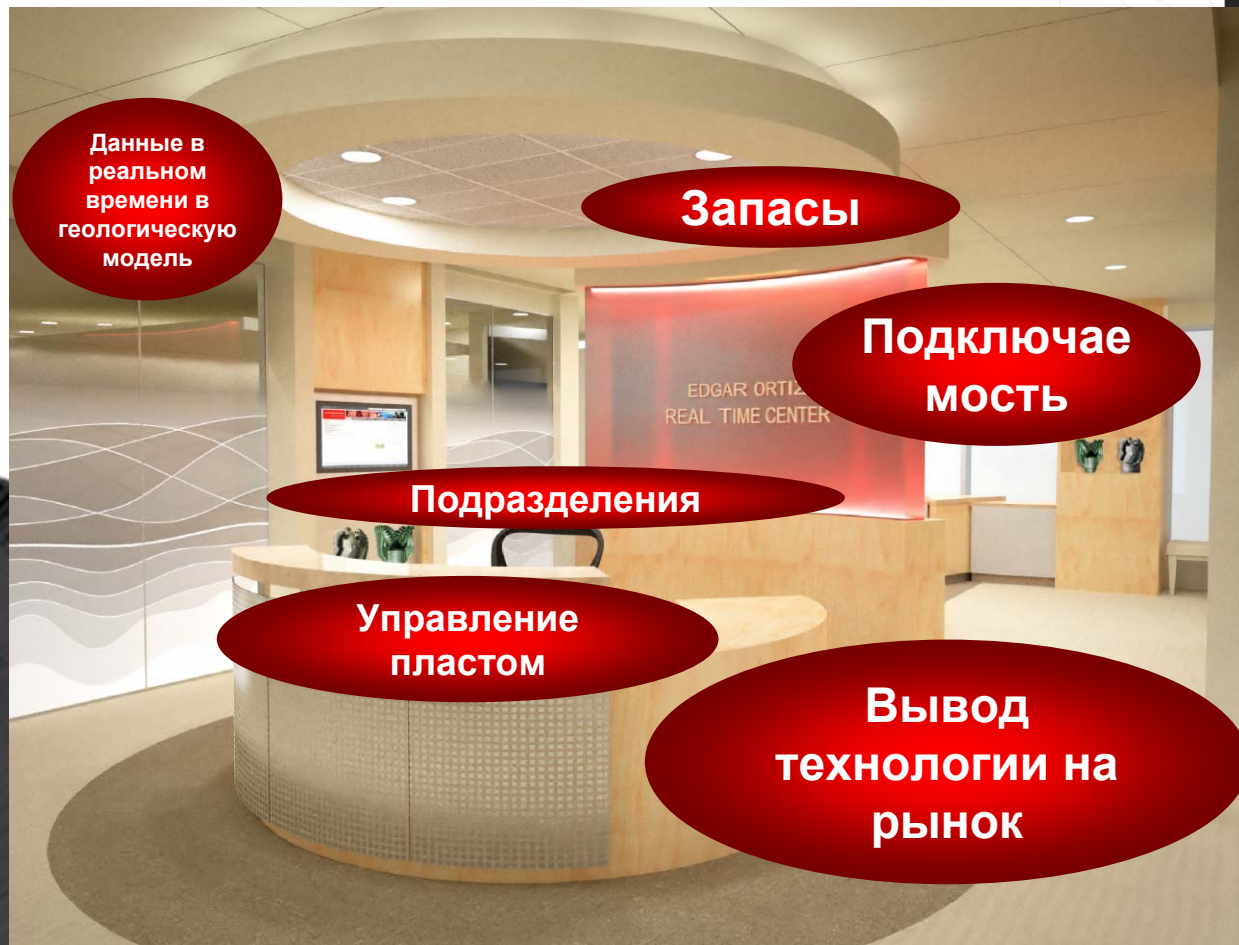 Данные в
реальном
времени в
геологическую
модель
Запасы
Подключае
мость
EDGAR ORTIZ
REAL TIME CENTER
Подразделения
Управление
пластом
Вывод
технологии на
рынок